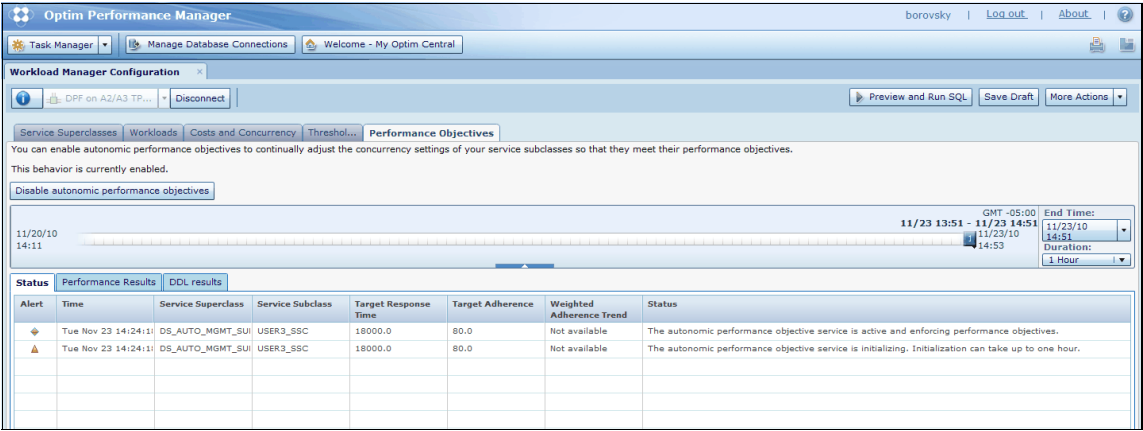 Optim Performance Manager
borovsky | Log out | About | ?
Task Manager Manage Database Connections Welcome - My Optim Central
Workload Manager Configuration ×
DPF on A2/A3 TP... Disconnect Preview and Run SQL Save Draft More Actions
Service Superclasses Workloads Costs and Concurrency Threshol... Performance Objectives
You can enable autonomic performance objectives to continually adjust the concurrency settings of your service subclasses so that they meet their performance objectives.
This behavior is currently enabled.
Disable autonomic performance objectives
GMT -05:00 End Time:
11/23 13:51 - 11/23 14:51 11/23/10
11/20/10 11/23/10 14:51
14:11 14:53 Duration:
1 Hour
Status Performance Results DDL results
Alert Time Service Superclass Service Subclass Target Response Time Target Adherence Weighted Adherence Trend Status
Tue Nov 23 14:24:1 DS_AUTO_MGMT_SU USER3_SSC 18000.0 80.0 Not available The autonomic performance objective service is active and enforcing performance objectives.
Tue Nov 23 14:24:1 DS_AUTO_MGMT_SU USER3_SSC 18000.0 80.0 Not available The autonomic performance objective service is initializing. Initialization can take up to one hour.